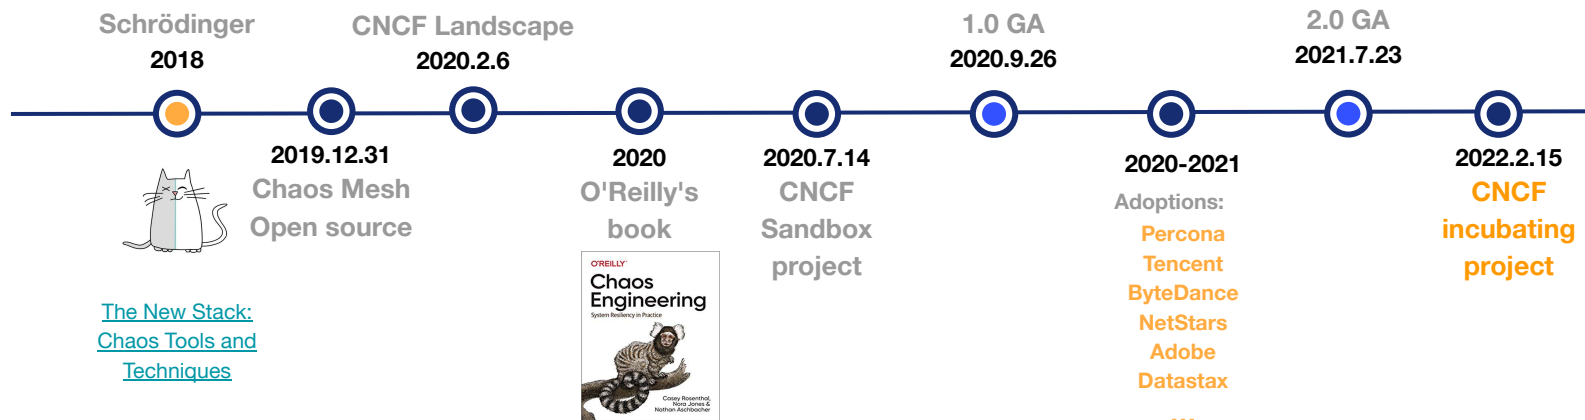 Schrödinger
2018
CNCF Landscape
2020.2.6
1.0 GA
2020.9.26
2.0 GA
2021.7.23
2019.12.31
Chaos Mesh
Open source
2020
O'Reilly's
book
2020.7.14
CNCF
Sandbox
project
2020-2021
Adoptions:
Percona
Tencent
ByteDance
NetStars
Adobe
Datastax
2022.2.15
CNCF
incubating
project
The New Stack:
Chaos Tools and
Techniques
O'REILLY
Chaos
Engineering
System Resiliency in Practice
Casey Rosenthal,
Nora Jones &
Nathan Aschbacher